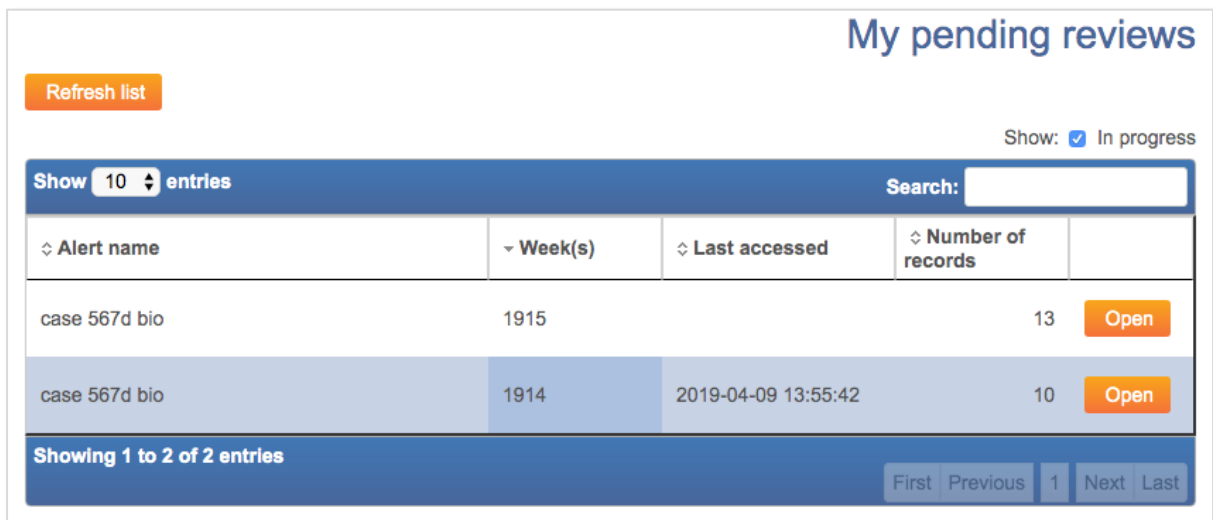 My pending reviews
Refresh list
Show: In progress
Show 10 entries Search:
Alert name Week(s) Last accessed Number of
records
case 567d bio 1915 13 Open
case 567d bio 1914 2019-04-09 13:55:42 10 Open
Showing 1 to 2 of 2 entries
First Previous 1 Next Last